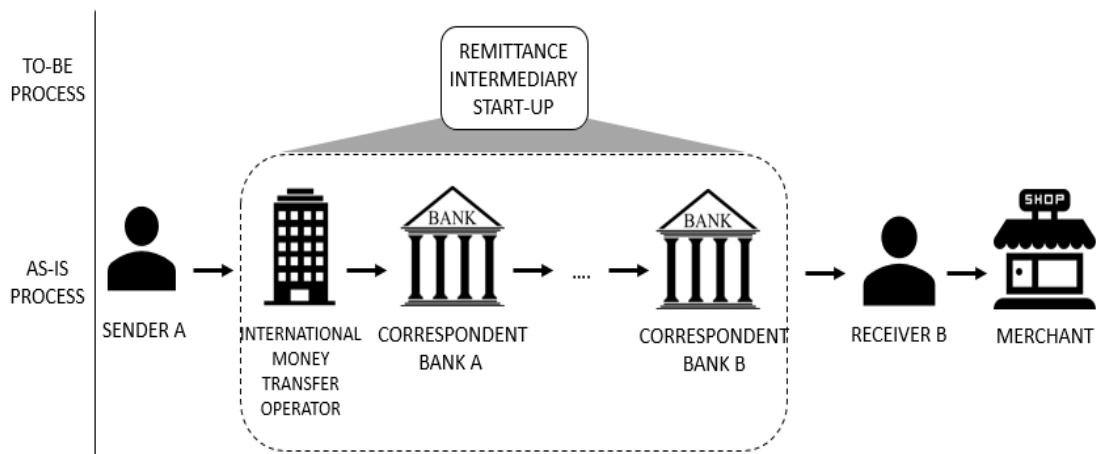 TO-BE
PROCESS
REMITTANCE
INTERMEDIARY
START-UP
AS-IS
PROCESS
SENDER A
INTERNATIONAL
MONEY
TRANSFER
OPERATOR
BANK
CORRESPONDENT
BANK A
....
BANK
CORRESPONDENT
BANK B
RECEIVER B
SHOP
MERCHANT